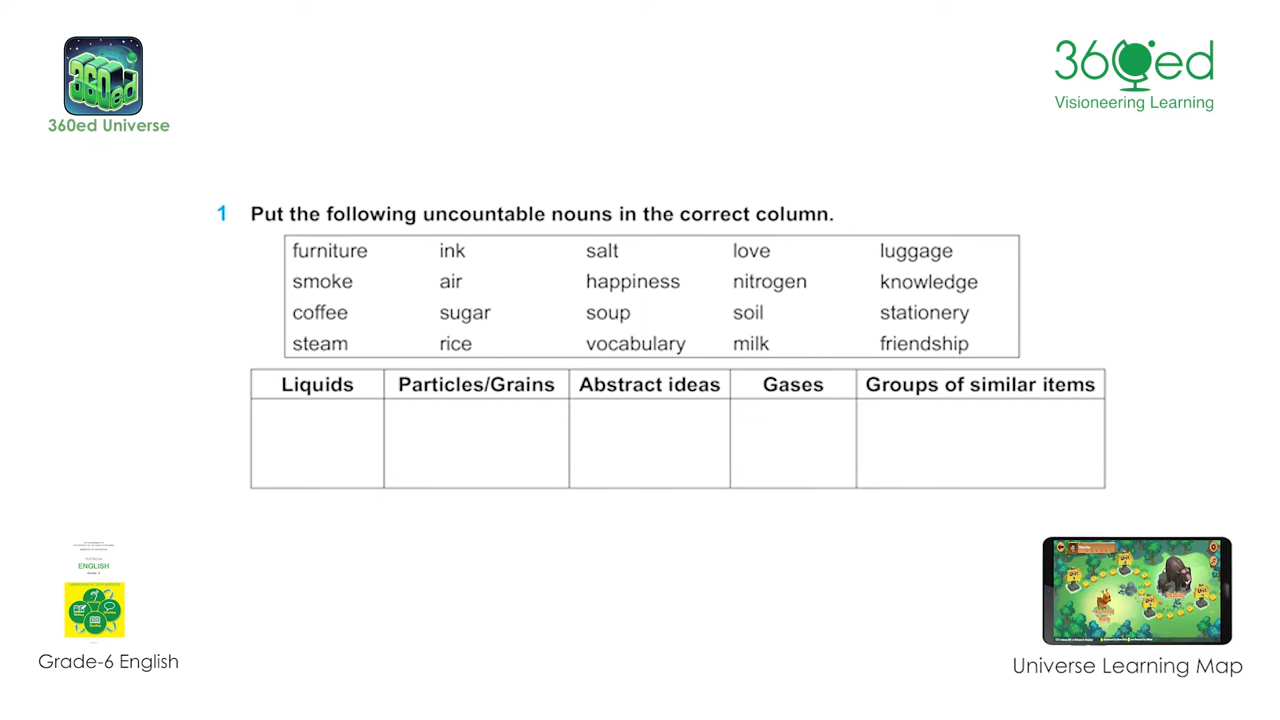 360ed
360ed Universe
360ed
Visioneering Learning
1 Put the following uncountable nouns in the correct column.
furniture ink salt love luggage
smoke air happiness nitrogen knowledge
coffee sugar soup soil stationery
steam rice vocabulary milk friendship
Liquids Particles/Grains Abstract ideas Gases Groups of similar items
ENGLISH
Grade-6 English
Universe Learning Map